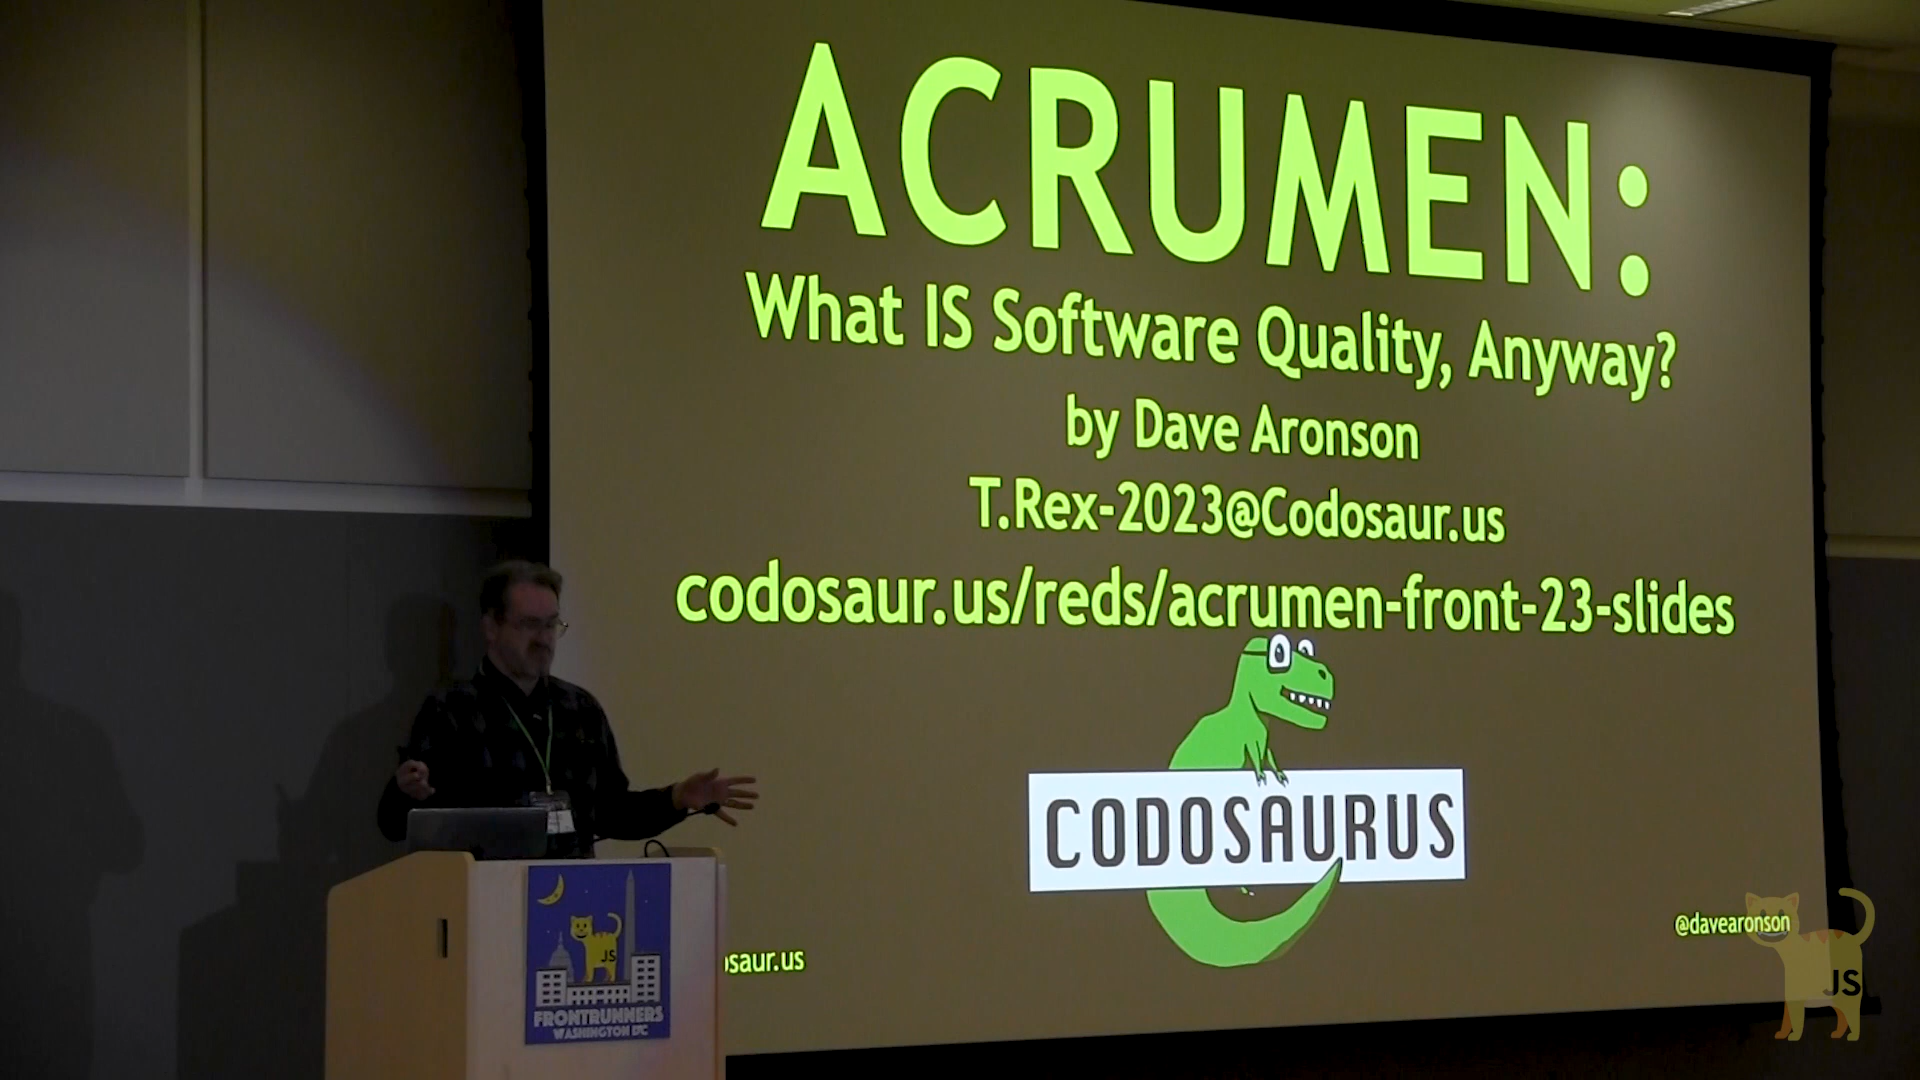 ACRUMEN:
What IS Software Quality, Anyway?
by Dave Aronson
T.Rex-2023@Codosaur.us
codosaur.us/reds/acrumen-front-23-slides
CODOSAURUS
osaur.us
@davearonson
JS
JS
FRONTRUNNERS
WASHINGTON DC